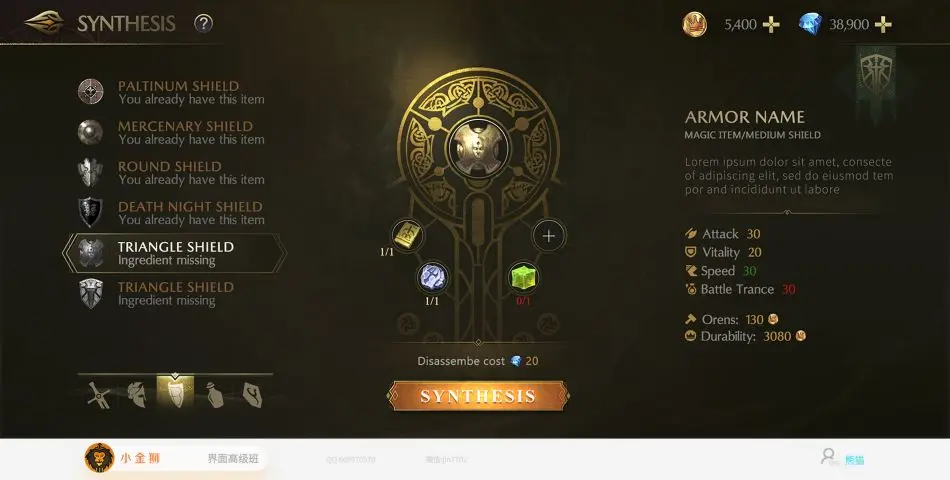 SYNTHESIS
?
5,400
38,900
PALTINUM SHIELD
You already have this item
MERCENARY SHIELD
You already have this item
ROUND SHIELD
You already have this item
DEATH NIGHT SHIELD
You already have this item
TRIANGLE SHIELD
Ingredient missing
TRIANGLE SHIELD
Ingredient missing
1/1
1/1
0/1
Disassembe cost 20
SYNTHESIS
ARMOR NAME
MAGIC ITEM/MEDIUM SHIELD
Lorem ipsum dolor sit amet, consecte
of adipiscing elit, sed do eiusmod tem
por and incididunt ut labore
Attack 30
Vitality 20
Speed 30
Battle Trance 30
Orens: 130
Durability: 3080
小金狮
界面高级班
熊猫